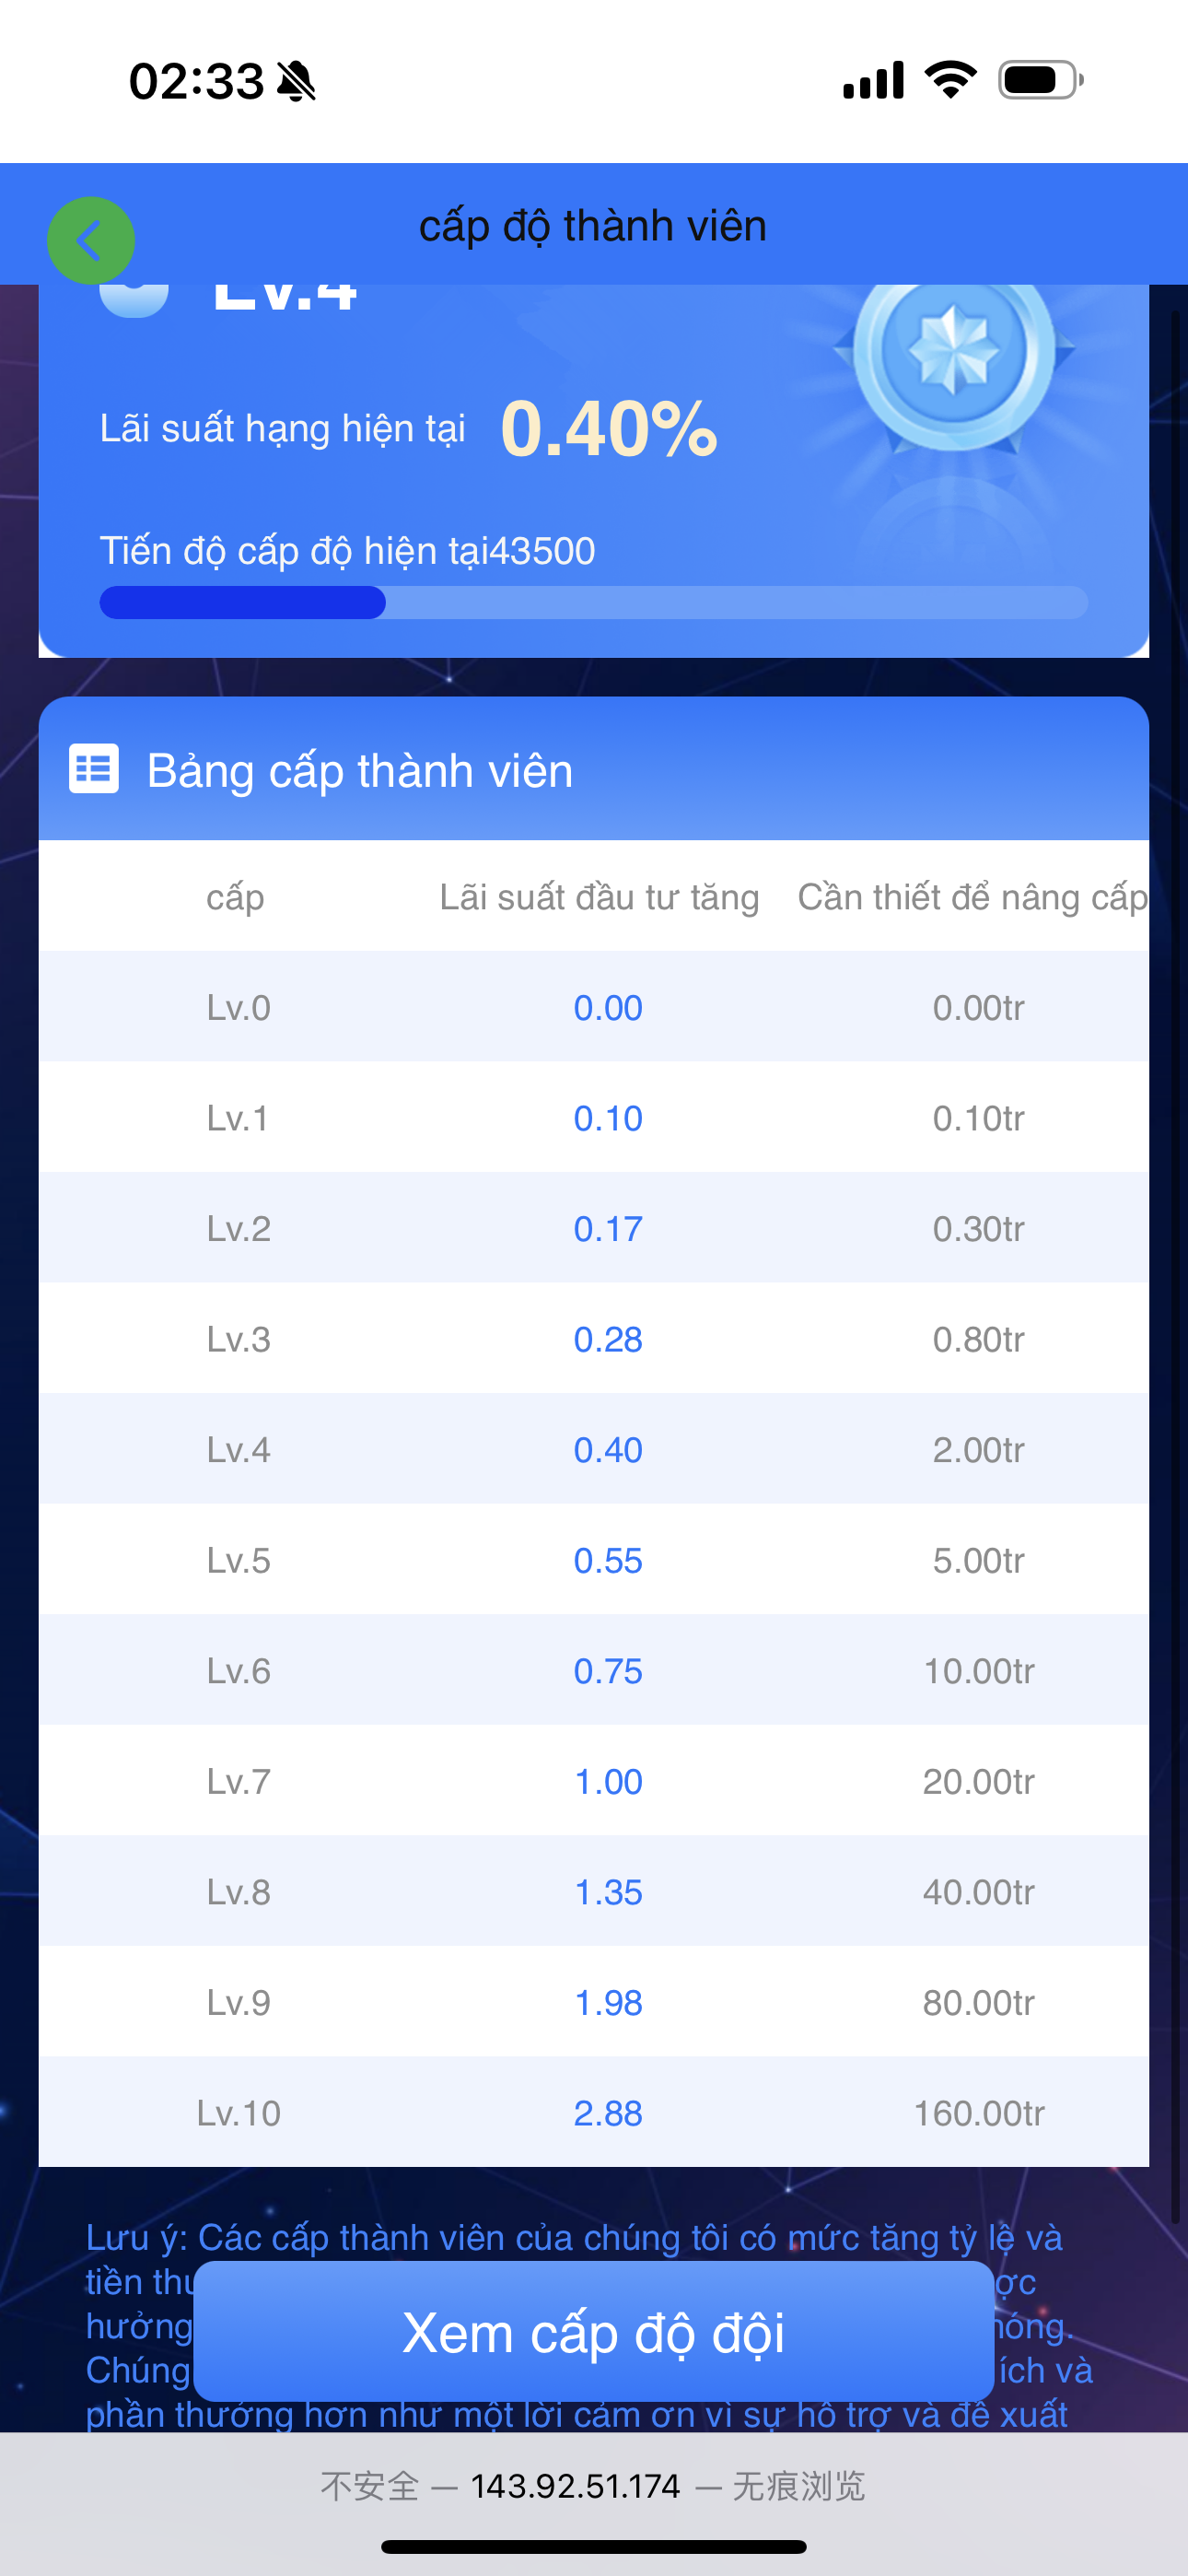 02:33
cấp độ thành viên
Lv.4
Lãi suất hạng hiện tại 0.40%
Tiến độ cấp độ hiện tại43500
Bảng cấp thành viên
cấp Lãi suất đầu tư tăng Cần thiết để nâng cấp
Lv.0 0.00 0.00tr
Lv.1 0.10 0.10tr
Lv.2 0.17 0.30tr
Lv.3 0.28 0.80tr
Lv.4 0.40 2.00tr
Lv.5 0.55 5.00tr
Lv.6 0.75 10.00tr
Lv.7 1.00 20.00tr
Lv.8 1.35 40.00tr
Lv.9 1.98 80.00tr
Lv.10 2.88 160.00tr
Lưu ý: Các cấp thành viên của chúng tôi có mức tăng tỷ lệ và
tiền
hưởng
Xem cấp độ đội
Chúng ích và
phần thưởng hơn như một lời cảm ơn vì sự hỗ trợ và đề xuất
不安全 — 143.92.51.174 — 无痕浏览